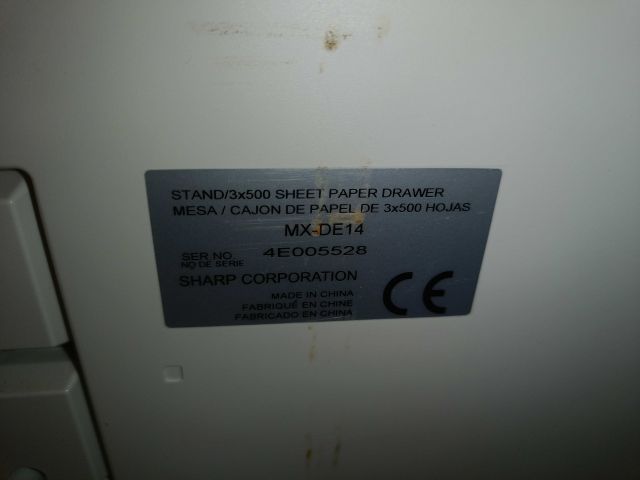 STAND/3x500 SHEET PAPER DRAWER
MESA / CAJON DE PAPEL DE 3x500 HOJAS
MX-DE14
SER NO. 4E005528
NO DE SERIE
SHARP CORPORATION
MADE IN CHINA
FABRIQUÉ EN CHINE
FABRICADO EN CHINA
CE